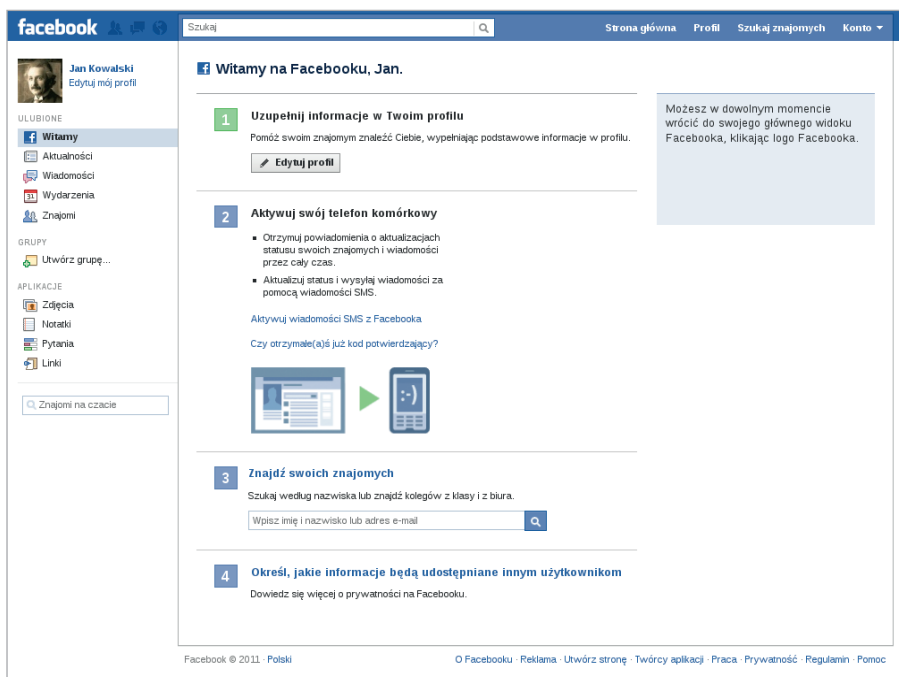 facebook
Szukaj
Strona główna Profil Szukaj znajomych Konto
Jan Kowalski
Edytuj mój profil
ULUBIONE
Witamy
Aktualności
Wiadomości
31 Wydarzenia
Znajomi
GRUPY
Utwórz grupę...
APLIKACJE
Zdjęcia
Notatki
Pytania
Linki
Znajomi na czacie
Witamy na Facebooku, Jan.
1 Uzupełnij informacje w Twoim profilu
Pomóż swoim znajomym znaleźć Ciebie, wypełniając podstawowe informacje w profilu.
Edytuj profil
2 Aktywuj swój telefon komórkowy
▪ Otrzymuj powiadomienia o aktualizacjach
statusu swoich znajomych i wiadomości
przez cały czas.
▪ Aktualizuj status i wysyłaj wiadomości za
pomocą wiadomości SMS.
Aktywuj wiadomości SMS z Facebooka
Czy otrzymałe(a)ś już kod potwierdzający?
:-)
3 Znajdź swoich znajomych
Szukaj według nazwiska lub znajdź kolegów z klasy i z biura.
Wpisz imię i nazwisko lub adres e-mail
4 Określ, jakie informacje będą udostępniane innym użytkownikom
Dowiedz się więcej o prywatności na Facebooku.
Możesz w dowolnym momencie
wrócić do swojego głównego widoku
Facebooka, klikając logo Facebooka.
Facebook © 2011 · Polski
O Facebooku · Reklama · Utwórz stronę · Twórcy aplikacji · Praca · Prywatność · Regulamin · Pomoc